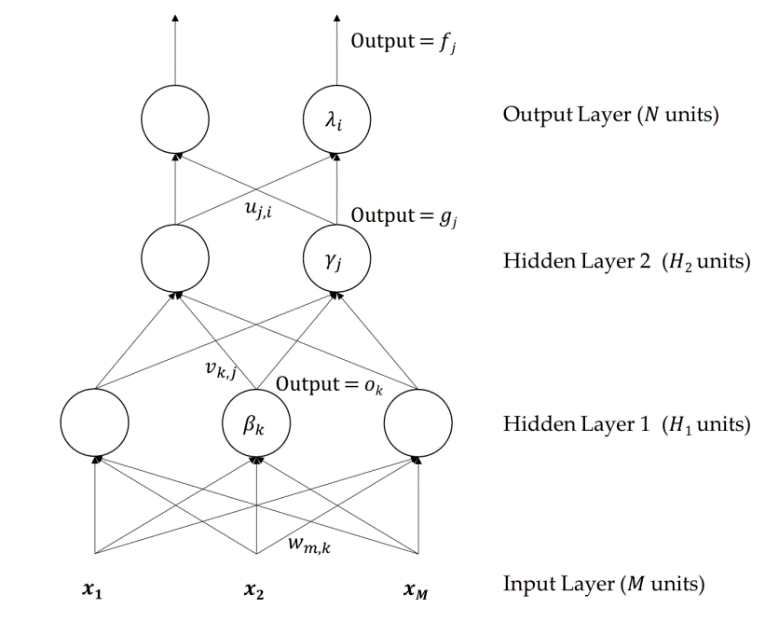 Output = f_j
λ_i Output Layer (N units)
u_{j,i} Output = g_j
γ_j Hidden Layer 2 (H_2 units)
v_{k,j} Output = o_k
β_k Hidden Layer 1 (H_1 units)
w_{m,k}
x_1 x_2 x_M Input Layer (M units)